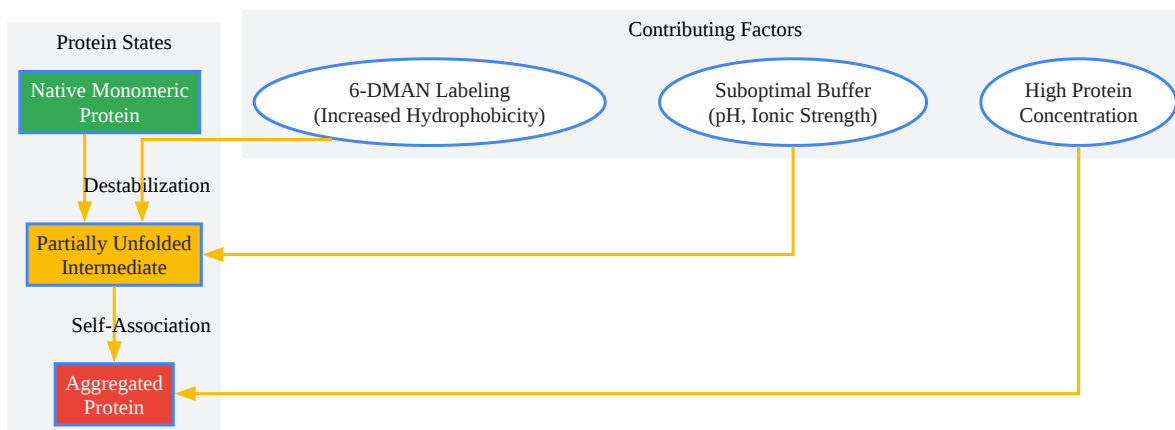 Contributing Factors
Protein States
Native Monomeric
Protein
6-DMAN Labeling
(Increased Hydrophobicity)
Suboptimal Buffer
(pH, Ionic Strength)
High Protein
Concentration
Destabilization
Partially Unfolded
Intermediate
Self-Association
Aggregated
Protein